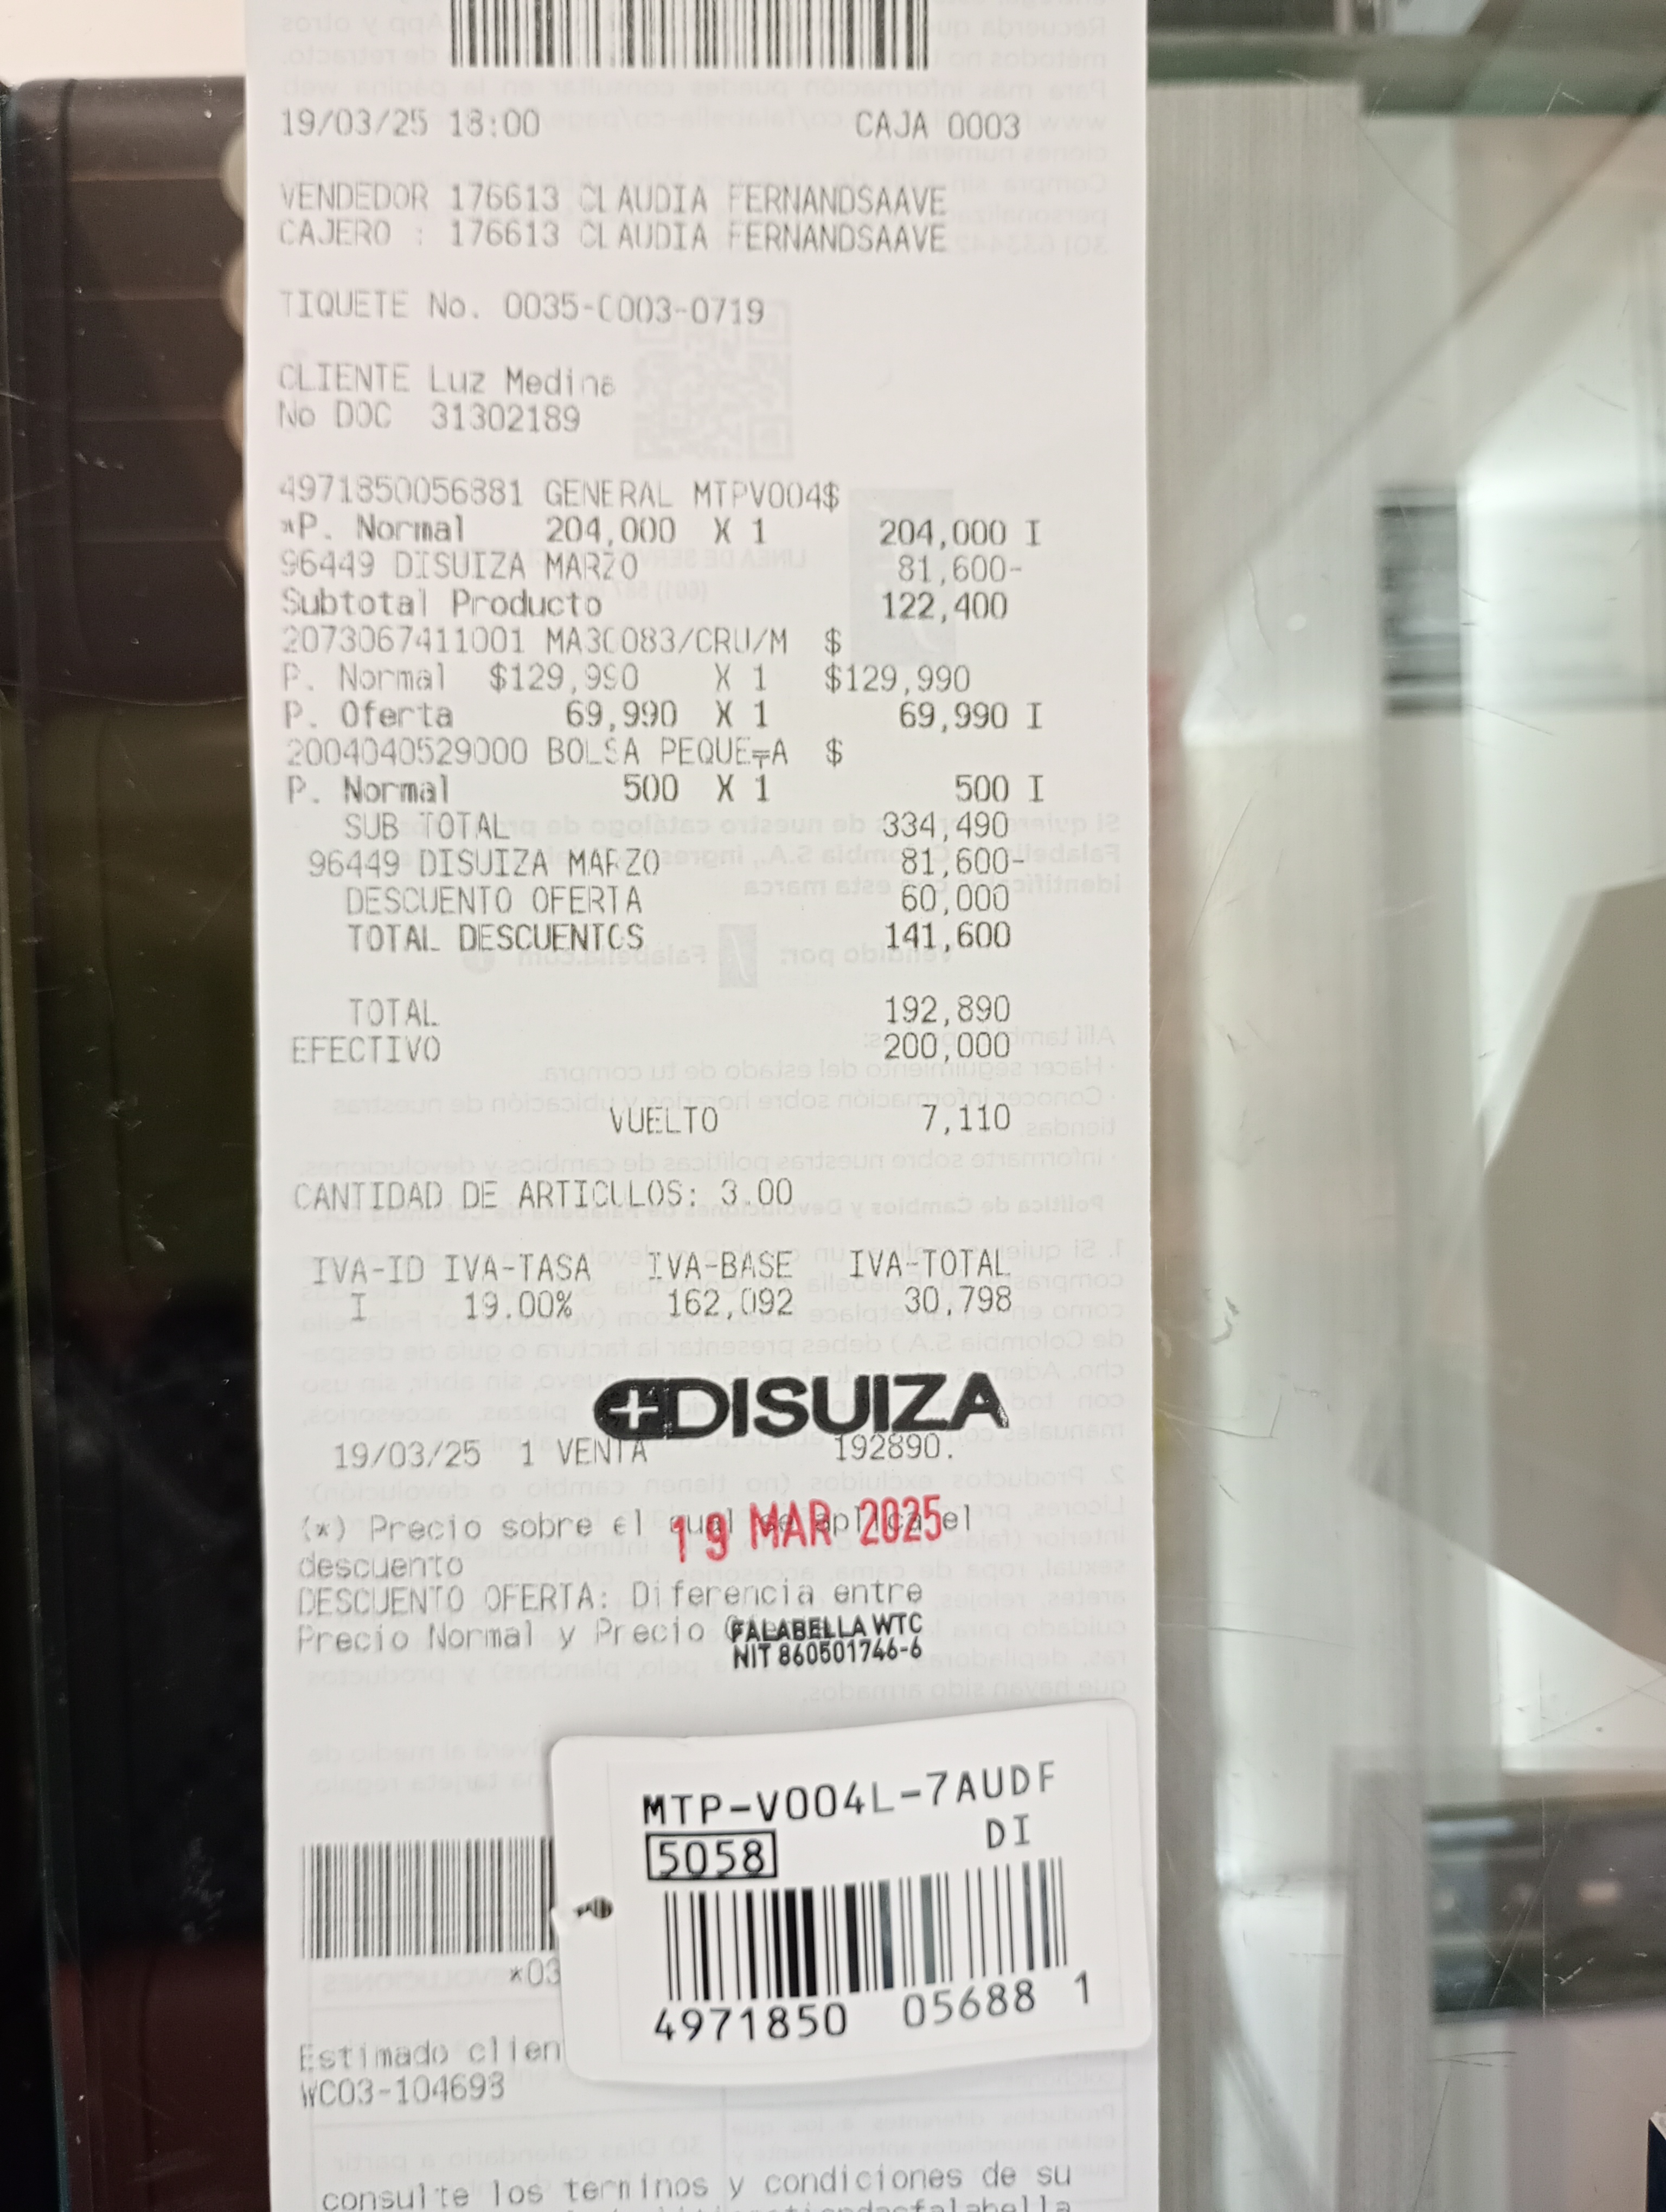 19/03/25 18:00 CAJA 0003
VENDEDOR 176613 CLAUDIA FERNANDSAAVE
CAJERO : 176613 CLAUDIA FERNANDSAAVE
TIQUETE No. 0035-0003-0719
CLIENTE Luz Medina
No DOC 31302189
4971850056881 GENERAL MTPV004$
*P. Normal 204,000 X 1 204,000 I
96449 DISUIZA MARZO 81,600-
Subtotal Producto 122,400
2073067411001 MA3C083/CRU/M $
P. Normal $129,990 X 1 $129,990
P. Oferta 69,990 X 1 69,990 I
2004040529000 BOLSA PEQUE╤A $
P. Normal 500 X 1 500 I
SUB TOTAL 334,490
96449 DISUIZA MARZO 81,600-
DESCUENTO OFERTA 60,000
TOTAL DESCUENTOS 141,600
TOTAL 192,890
EFECTIVO 200,000
VUELTO 7,110
CANTIDAD DE ARTICULOS: 3.00
IVA-ID IVA-TASA IVA-BASE IVA-TOTAL
I 19.00% 162,092 30,798
DISUIZA
19/03/25 1 VENTA 192890.
(*) Precio sobre el cual se aplica el
19 MAR 2025
descuento
DESCUENTO OFERTA: Diferencia entre
Precio Normal y Precio
FALABELLA WTC
NIT 860501746-6
MTP-V004L-7AUDF
DI
5058
4971850 05688 1
*03
Estimado clien
WC03-104693
consulte los terminos y condiciones de su